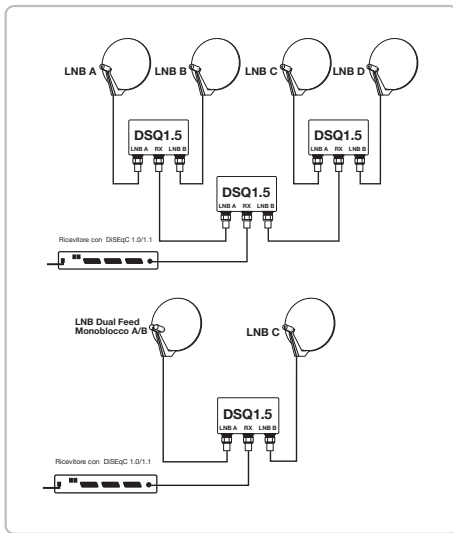 LNB A
LNB B
LNB C
LNB D
DSQ1.5
LNB A RX LNB B
DSQ1.5
LNB A RX LNB B
DSQ1.5
LNB A RX LNB B
Ricevitore con DiSEqC 1.0/1.1
LNB Dual Feed
Monoblocco A/B
LNB C
DSQ1.5
LNB A RX LNB B
Ricevitore con DiSEqC 1.0/1.1